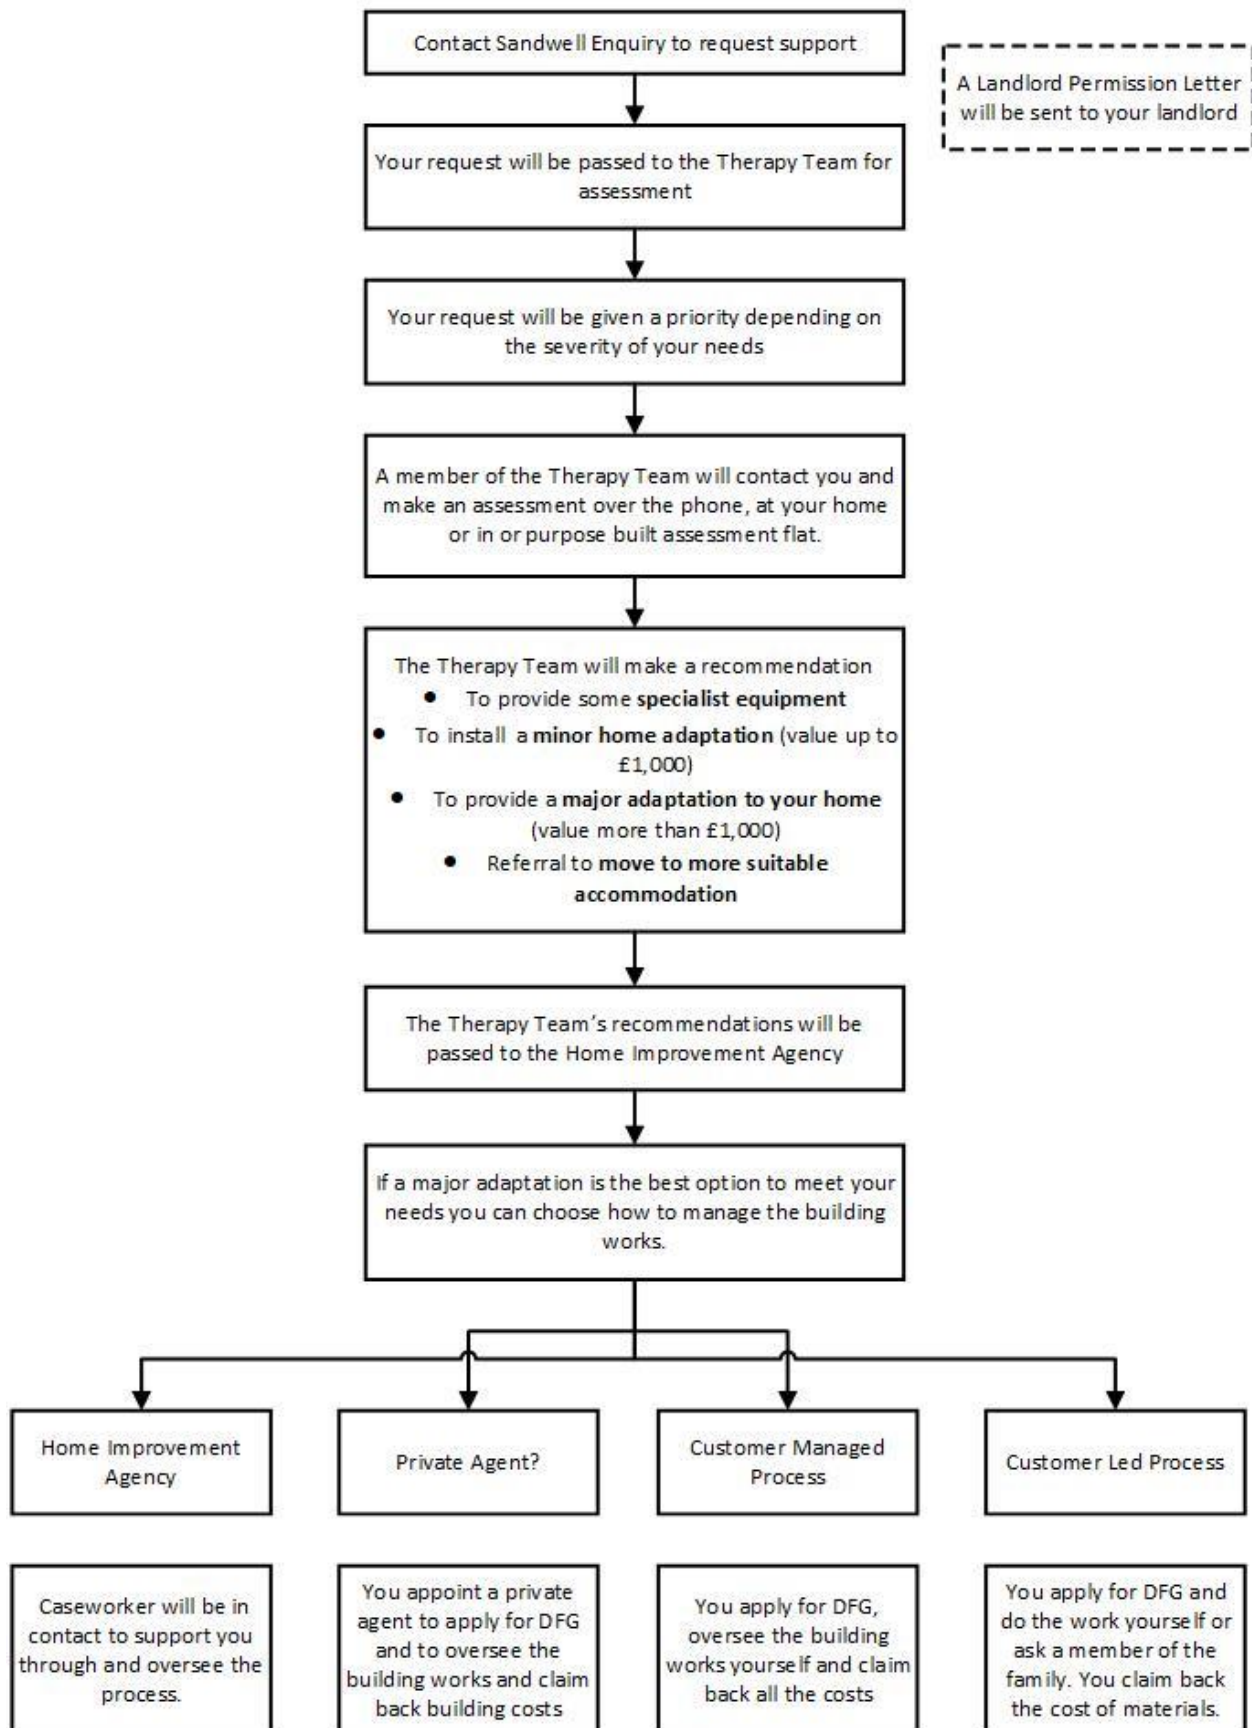 Contact Sandwell Enquiry to request support
A Landlord Permission Letter
will be sent to your landlord
Your request will be passed to the Therapy Team for
assessment
Your request will be given a priority depending on
the severity of your needs
A member of the Therapy Team will contact you and
make an assessment over the phone, at your home
or in or purpose built assessment flat.
The Therapy Team will make a recommendation
• To provide some specialist equipment
• To install a minor home adaptation (value up to
£1,000)
• To provide a major adaptation to your home
(value more than £1,000)
• Referral to move to more suitable
accommodation
The Therapy Team's recommendations will be
passed to the Home Improvement Agency
If a major adaptation is the best option to meet your
needs you can choose how to manage the building
works.
Home Improvement
Agency
Private Agent?
Customer Managed
Process
Customer Led Process
Caseworker will be in
contact to support you
through and oversee the
process.
You appoint a private
agent to apply for DFG
and to oversee the
building works and claim
back building costs
You apply for DFG,
oversee the building
works yourself and claim
back all the costs
You apply for DFG and
do the work yourself or
ask a member of the
family. You claim back
the cost of materials.